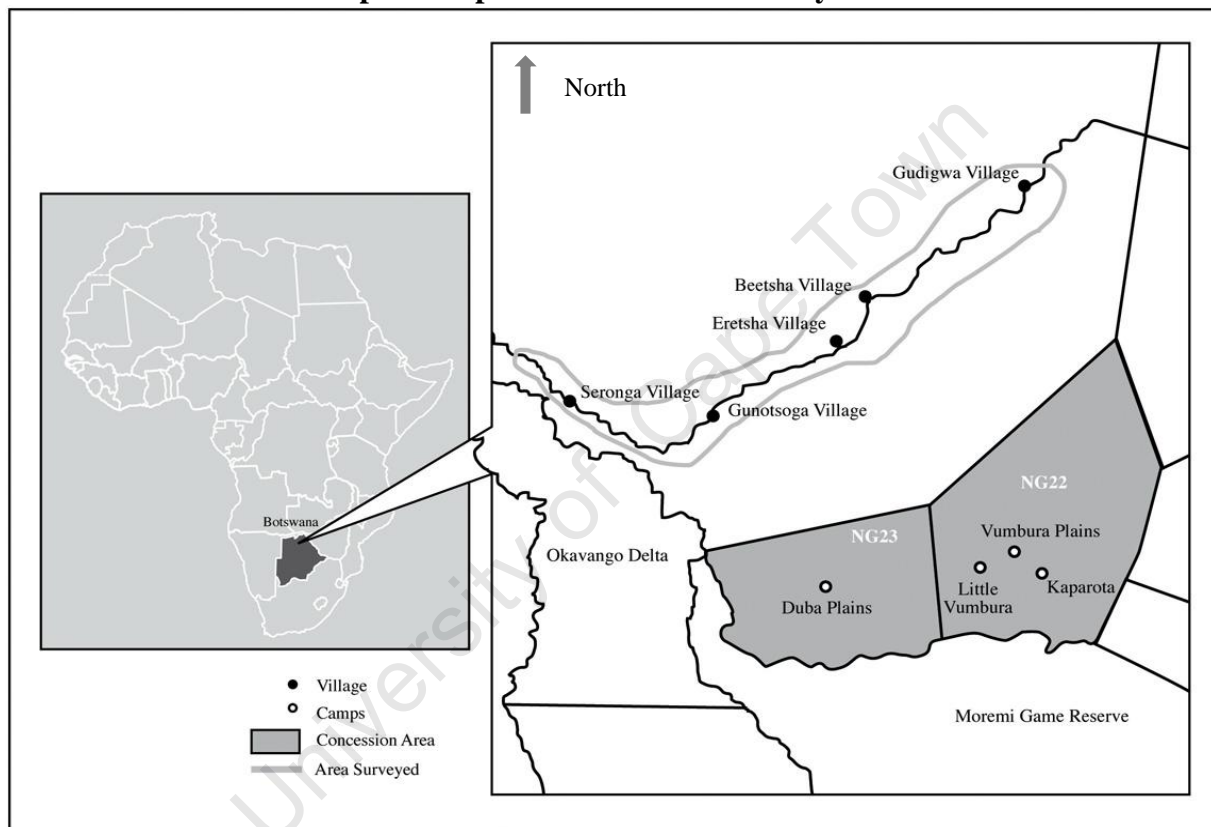 North
Gudigwa Village
Beetsha Village
Eretsha Village
Seronga Village
Gunotsoga Village
Botswana
NG22
NG23
Vumbura Plains
Okavango Delta
Little
Vumbura
Kaparota
Duba Plains
Moremi Game Reserve
Village
Camps
Concession Area
Area Surveyed
University of Cape Town